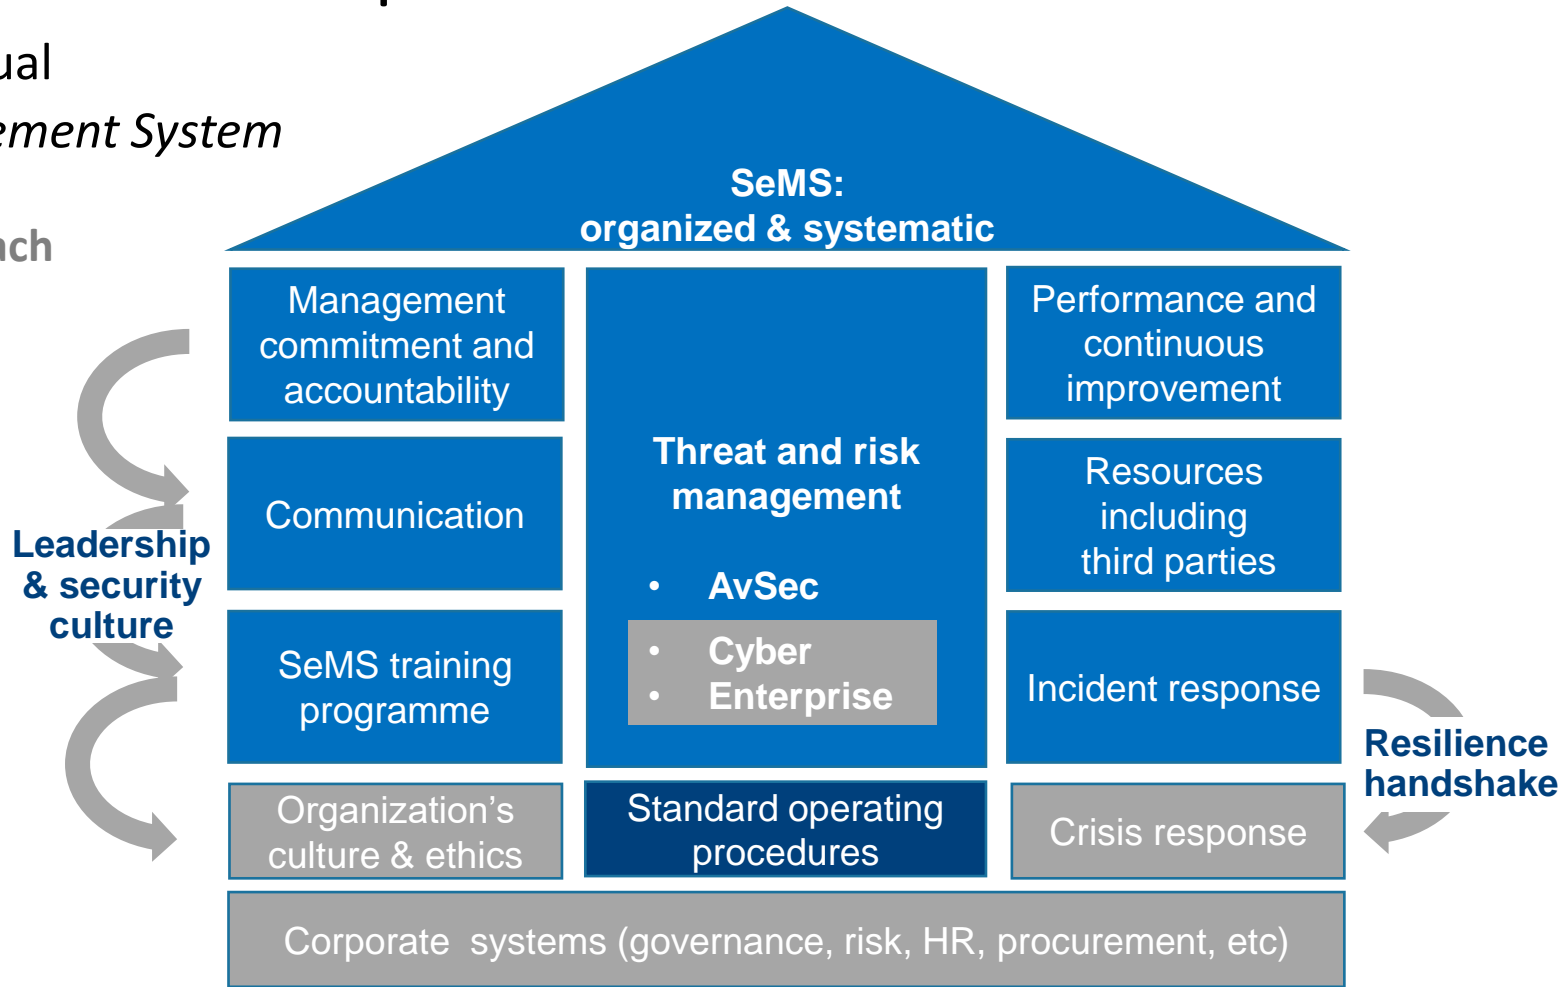 ual
ement System
ach
SeMS:
organized & systematic
Management
commitment and
accountability
Communication
SeMS training
programme
Leadership
& security
culture
Threat and risk
management
• AvSec
• Cyber
• Enterprise
Performance and
continuous
improvement
Resources
including
third parties
Incident response
Resilience
handshake
Organization’s
culture & ethics
Standard operating
procedures
Crisis response
Corporate systems (governance, risk, HR, procurement, etc)